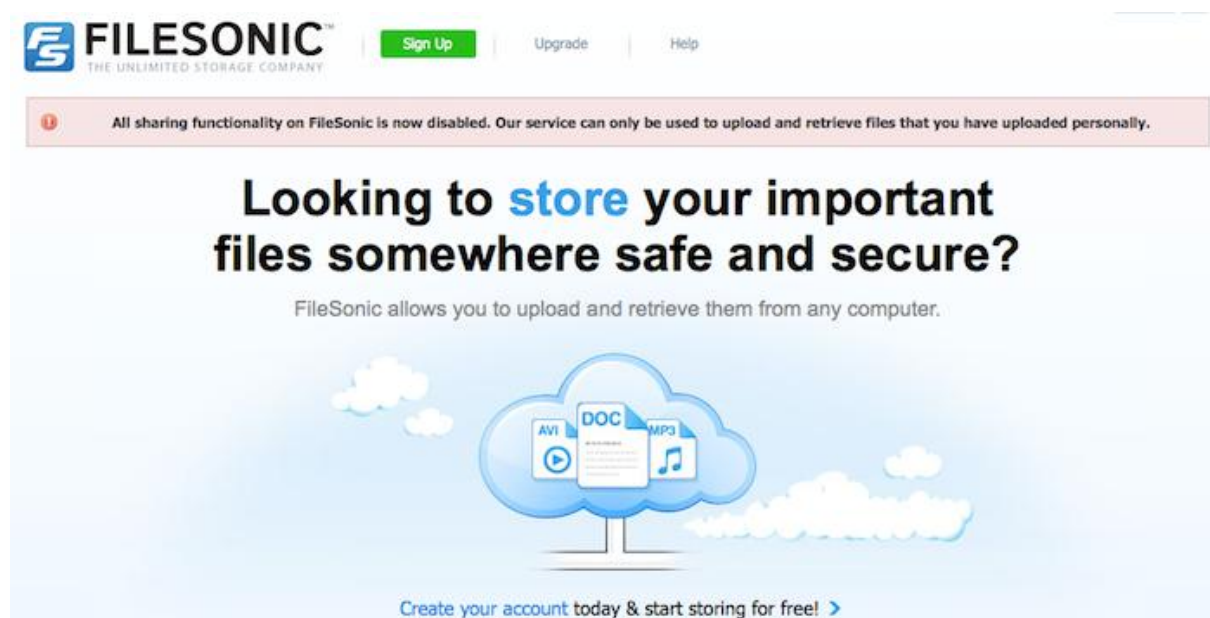 FS FILESONIC™
THE UNLIMITED STORAGE COMPANY
Sign Up
Upgrade
Help
All sharing functionality on FileSonic is now disabled. Our service can only be used to upload and retrieve files that you have uploaded personally.
Looking to store your important
files somewhere safe and secure?
FileSonic allows you to upload and retrieve them from any computer.
AVI
DOC
MP3
Create your account today & start storing for free! >